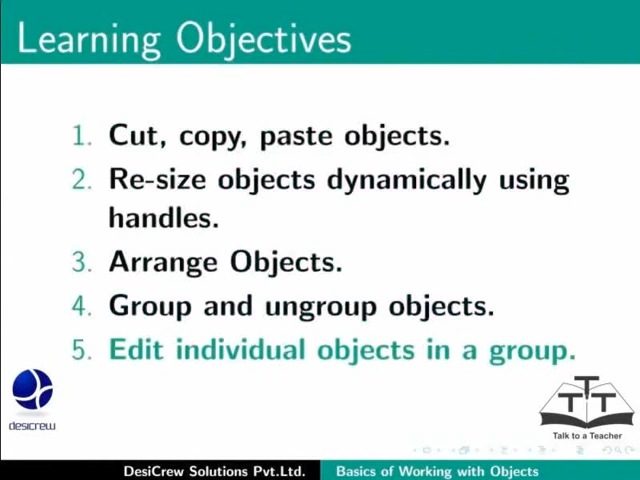 Learning Objectives
1. Cut, copy, paste objects.
2. Re-size objects dynamically using
handles.
3. Arrange Objects.
4. Group and ungroup objects.
5. Edit individual objects in a group.
desicrew
TTT
Talk to a Teacher
DesiCrew Solutions Pvt.Ltd. Basics of Working with Objects